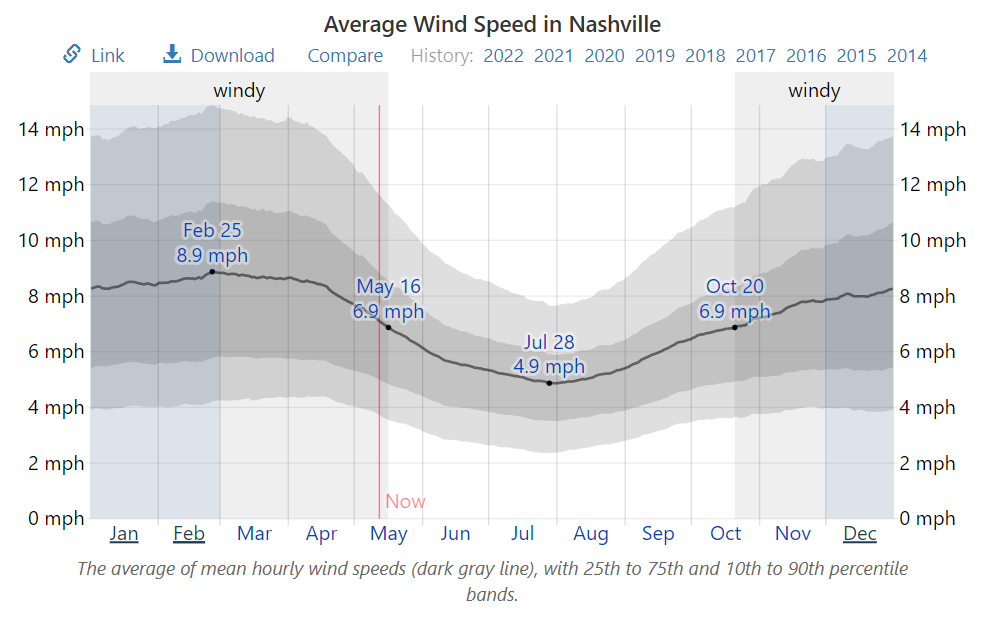 Average Wind Speed in Nashville
Link Download Compare History: 2022 2021 2020 2019 2018 2017 2016 2015 2014
windy windy
14 mph 14 mph
12 mph 12 mph
10 mph 10 mph
Feb 25
8.9 mph
8 mph 8 mph
May 16 Oct 20
6.9 mph 6.9 mph
6 mph 6 mph
Jul 28
4.9 mph
4 mph 4 mph
2 mph 2 mph
Now
0 mph 0 mph
Jan Feb Mar Apr May Jun Jul Aug Sep Oct Nov Dec
The average of mean hourly wind speeds (dark gray line), with 25th to 75th and 10th to 90th percentile
bands.